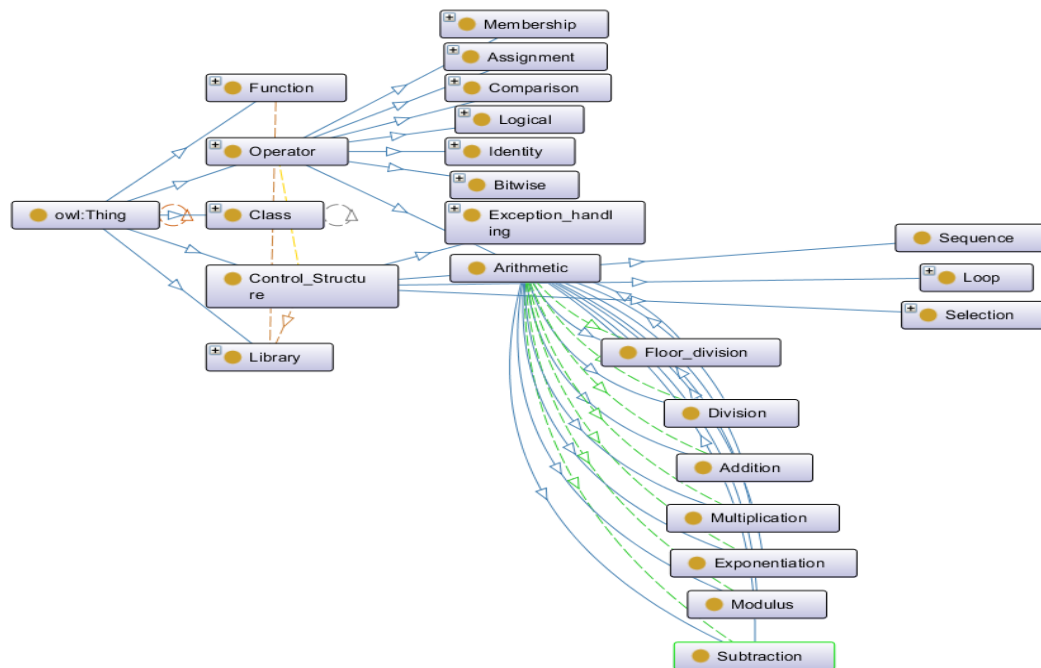 Membership
Assignment
Function
Comparison
Logical
Operator
Identity
Bitwise
owl:Thing
Class
Exception_handl
ing
Sequence
Arithmetic
Control_Structu
re
Loop
Selection
Library
Floor_division
Division
Addition
Multiplication
Exponentiation
Modulus
Subtraction